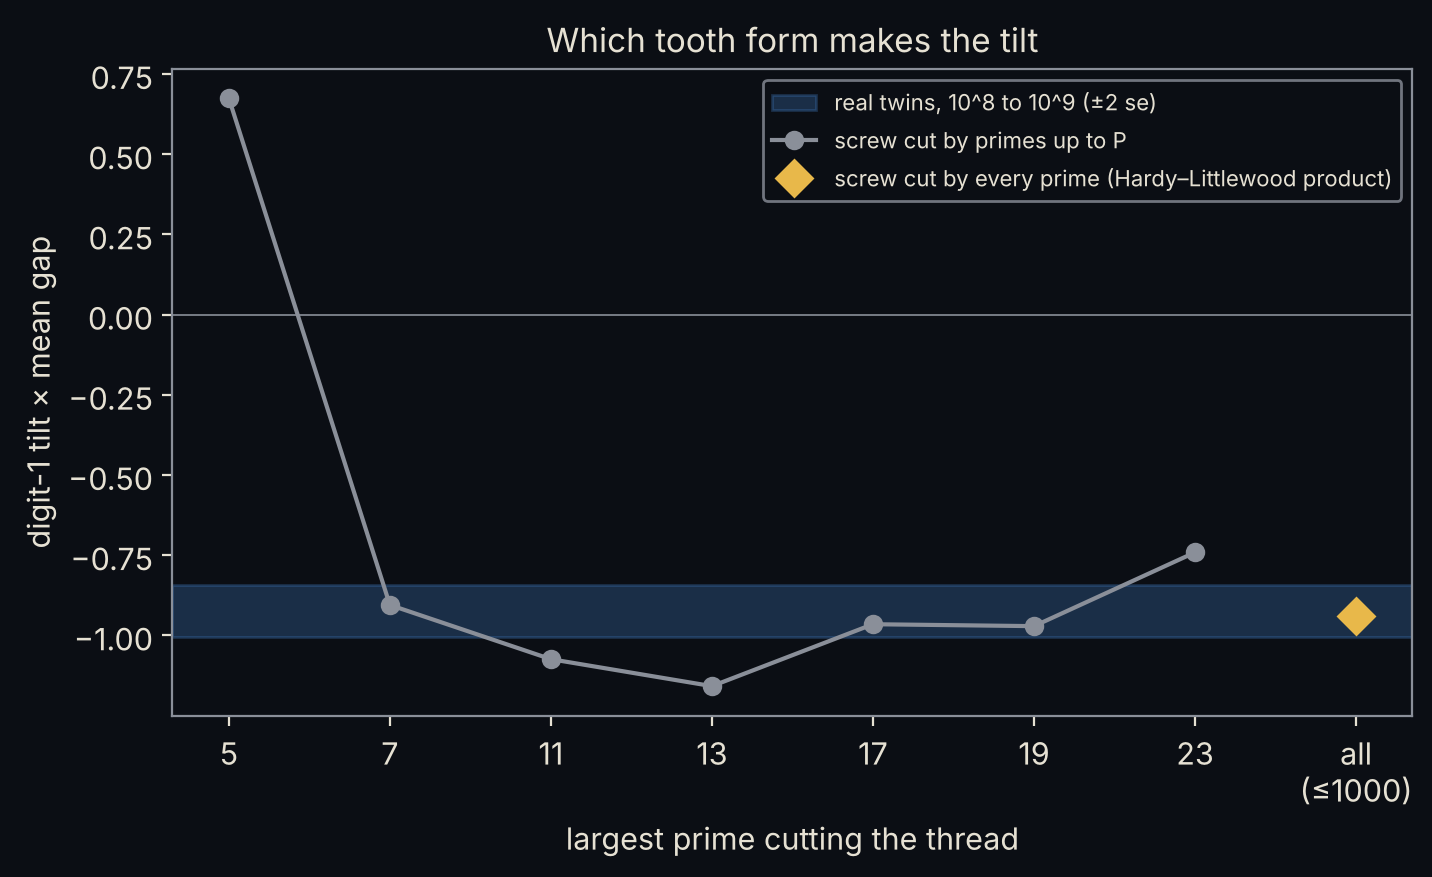 Which tooth form makes the tilt
real twins, 10^8 to 10^9 (±2 se)
screw cut by primes up to P
screw cut by every prime (Hardy–Littlewood product)
digit-1 tilt × mean gap
0.75
0.50
0.25
0.00
−0.25
−0.50
−0.75
−1.00
5
7
11
13
17
19
23
all
(≤1000)
largest prime cutting the thread